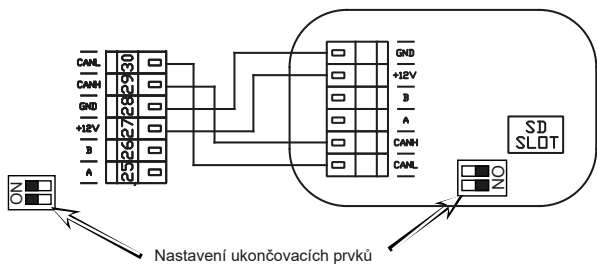 CANL 30
CANH 29
GND 28
+12V 27
B 26
A 25
GND
+12V
B
A
CANH
CANL
SD
SLOT
ON
ON
Nastavení ukončovacích prvků